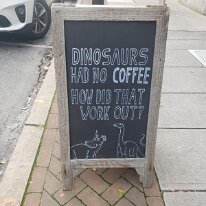 DINOSAURS
HAD NO COFFEE
HOW DID THAT
WORK OUT?